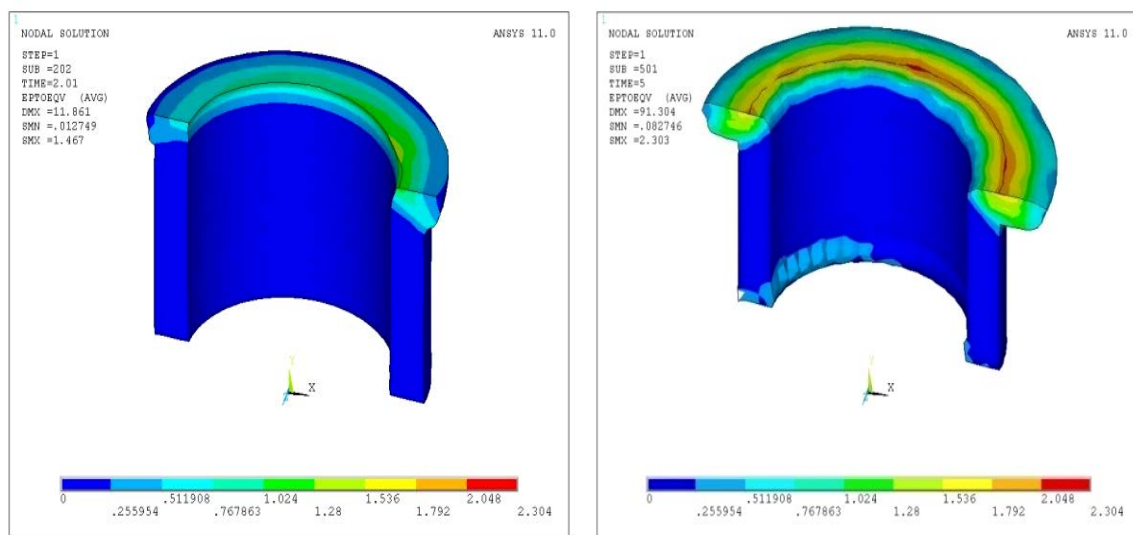 1
NODAL SOLUTION
ANSYS 11.0
STEP=1
SUB =202
TIME=2.01
EPTOEQV (AVG)
DMX =11.861
SMN =.012749
SMX =1.467
Y
X
0 .511908 1.024 1.536 2.048
.255954 .767863 1.28 1.792 2.304
1
NODAL SOLUTION
ANSYS 11.0
STEP=1
SUB =501
TIME=5
EPTOEQV (AVG)
DMX =91.304
SMN =.082746
SMX =2.303
Y
X
0 .511908 1.024 1.536 2.048
.255954 .767863 1.28 1.792 2.304